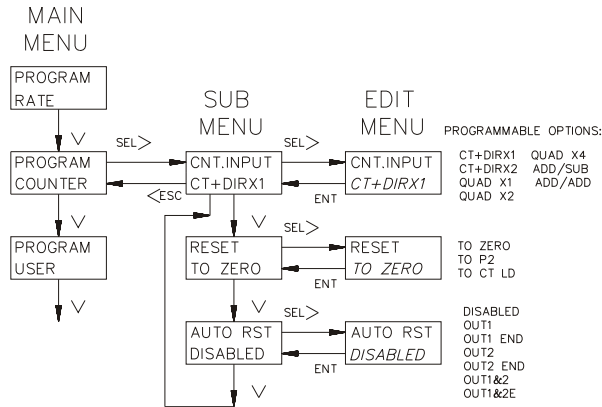 MAIN
MENU
PROGRAM
RATE
SUB
MENU
EDIT
MENU
PROGRAMMABLE OPTIONS:
SEL>
PROGRAM
COUNTER
CNT.INPUT
CT+DIRX1
CNT.INPUT
CT+DIRX1
CT+DIRX1 QUAD X4
CT+DIRX2 ADD/SUB
QUAD X1 ADD/ADD
QUAD X2
<ESC
ENT
SEL>
PROGRAM
USER
RESET
TO ZERO
RESET
TO ZERO
TO ZERO
TO P2
TO CT LD
ENT
SEL>
AUTO RST
DISABLED
AUTO RST
DISABLED
DISABLED
OUT1
OUT1 END
OUT2
OUT2 END
OUT1&2
OUT1&2E
ENT